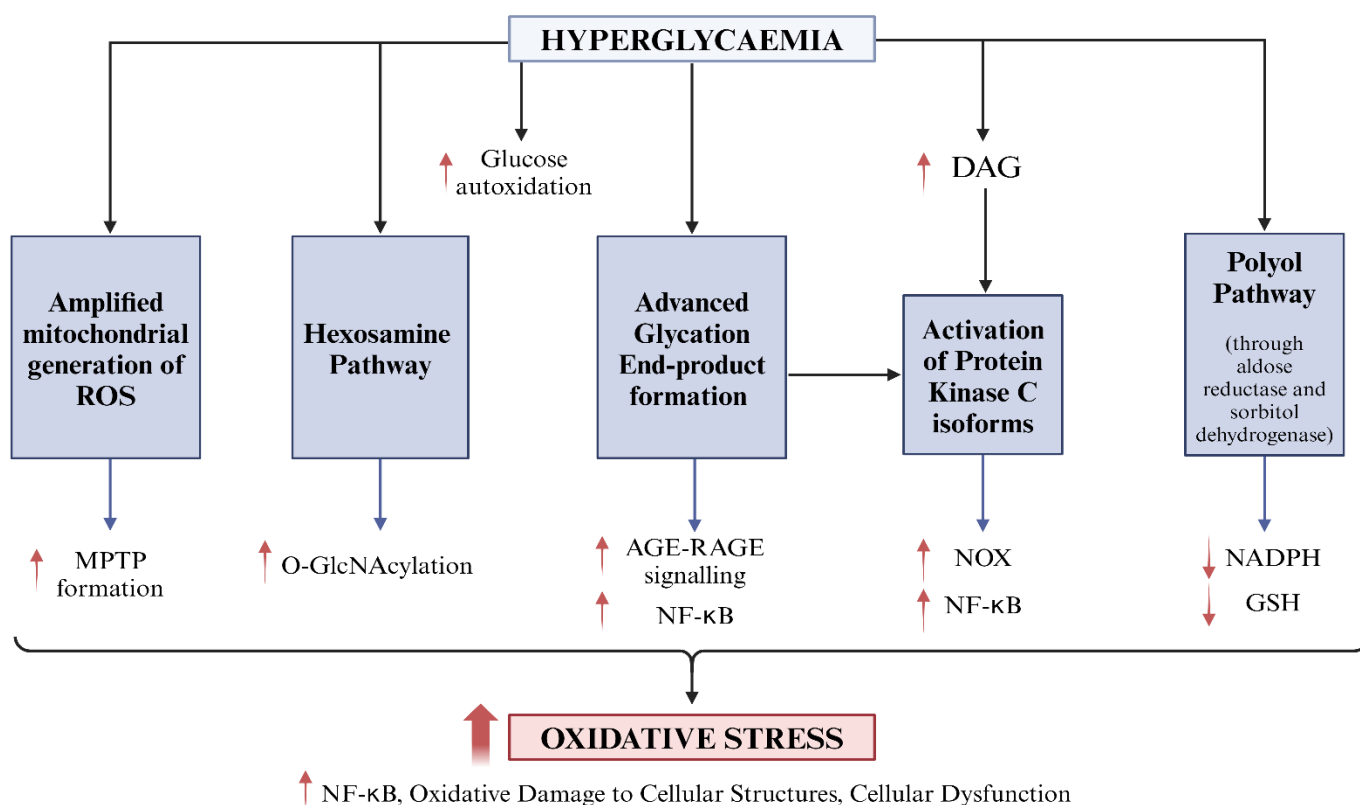 HYPERGLYCAEMIA
Glucose
autoxidation
DAG
Amplified
mitochondrial
generation of
ROS
Hexosamine
Pathway
Advanced
Glycation
End-product
formation
Activation
of Protein
Kinase C
isoforms
Polyol
Pathway
(through
aldose
reductase and
sorbitol
dehydrogenase)
MPTP
formation
O-GlcNAcylation
AGE-RAGE
signalling
NF-κB
NOX
NF-κB
NADPH
GSH
OXIDATIVE STRESS
NF-κB, Oxidative Damage to Cellular Structures, Cellular Dysfunction